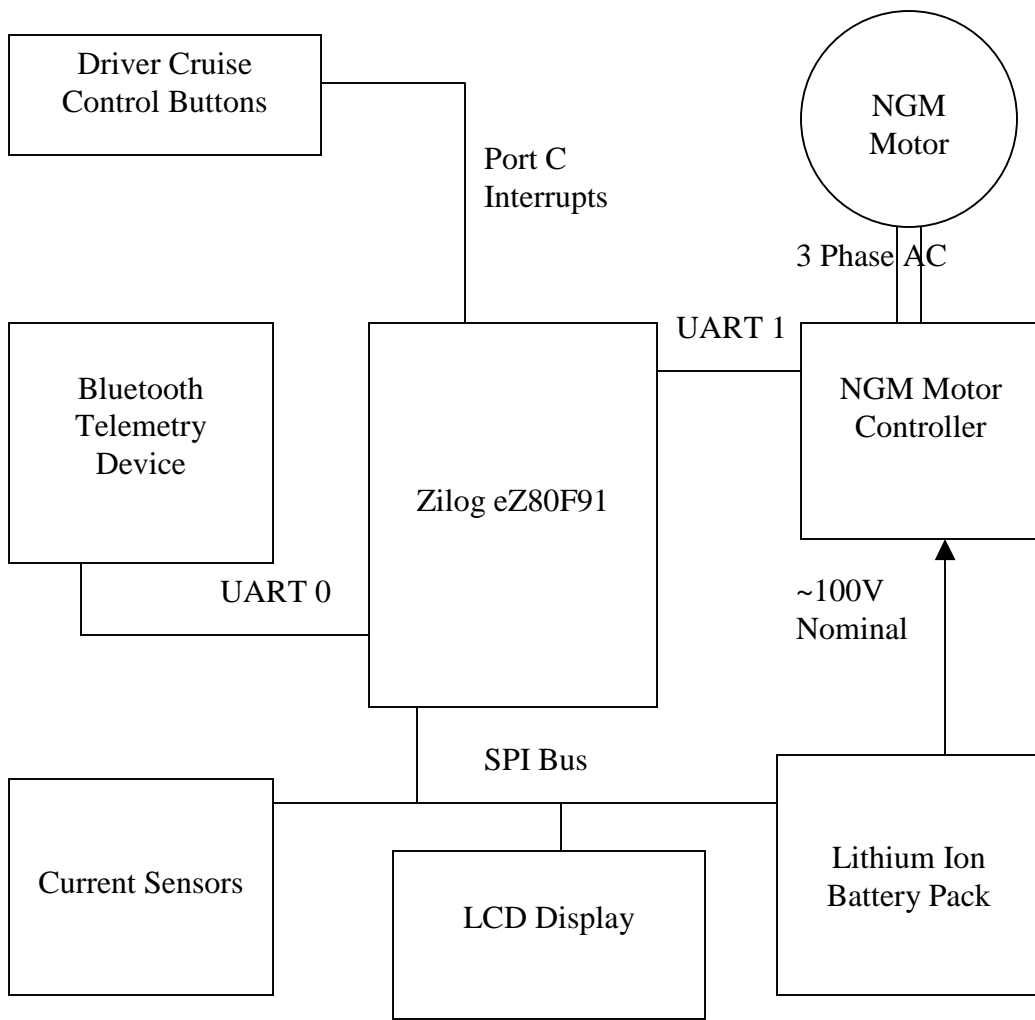 Driver Cruise
Control Buttons
NGM
Motor
Port C
Interrupts
3 Phase AC
UART 1
Bluetooth
Telemetry
Device
Zilog eZ80F91
NGM Motor
Controller
UART 0
~100V
Nominal
SPI Bus
Current Sensors
LCD Display
Lithium Ion
Battery Pack